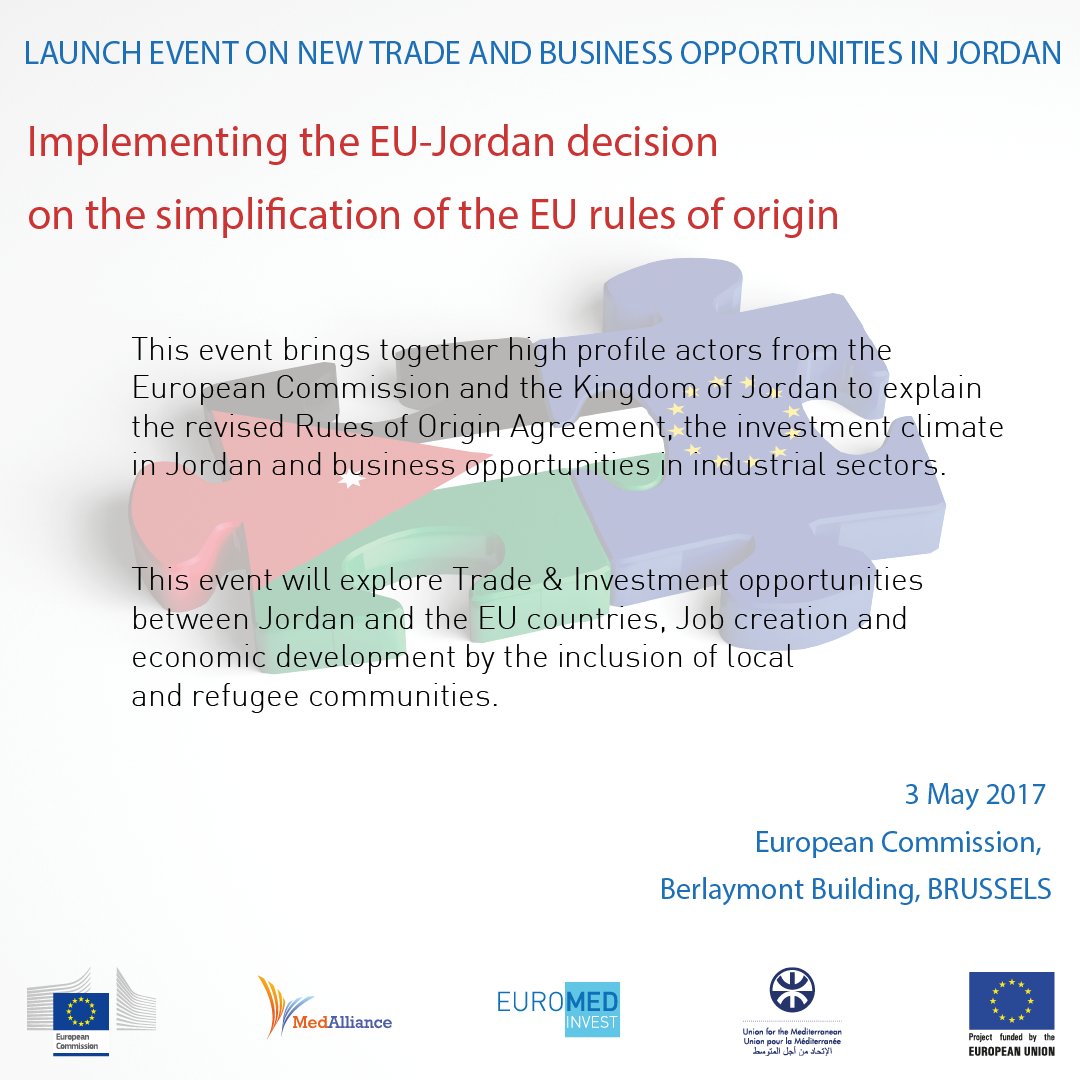 LAUNCH EVENT ON NEW TRADE AND BUSINESS OPPORTUNITIES IN JORDAN
Implementing the EU-Jordan decision
on the simplification of the EU rules of origin
This event brings together high profile actors from the
European Commission and the Kingdom of Jordan to explain
the revised Rules of Origin Agreement, the investment climate
in Jordan and business opportunities in industrial sectors.
This event will explore Trade & Investment opportunities
between Jordan and the EU countries, Job creation and
economic development by the inclusion of local
and refugee communities.
3 May 2017
European Commission,
Berlaymont Building, BRUSSELS
European
Commission
MedAlliance
EUROMED
INVEST
Union for the Mediterranean
Union pour la Méditerranée
الإتحاد من أجل المتوسط
Project funded by the
EUROPEAN UNION